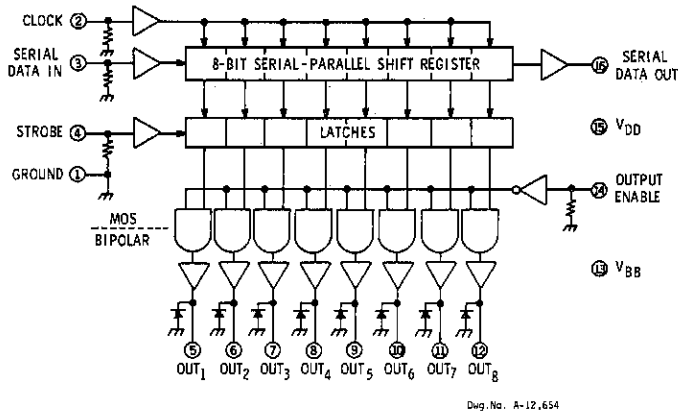 CLOCK 2
SERIAL DATA IN 3
8-BIT SERIAL-PARALLEL SHIFT REGISTER
16 SERIAL DATA OUT
STROBE 4
LATCHES
15 VDD
GROUND 1
14 OUTPUT ENABLE
MOS
BIPOLAR
13 VBB
5 6 7 8 9 10 11 12
OUT1 OUT2 OUT3 OUT4 OUT5 OUT6 OUT7 OUT8
Dwg.No. A-12,654